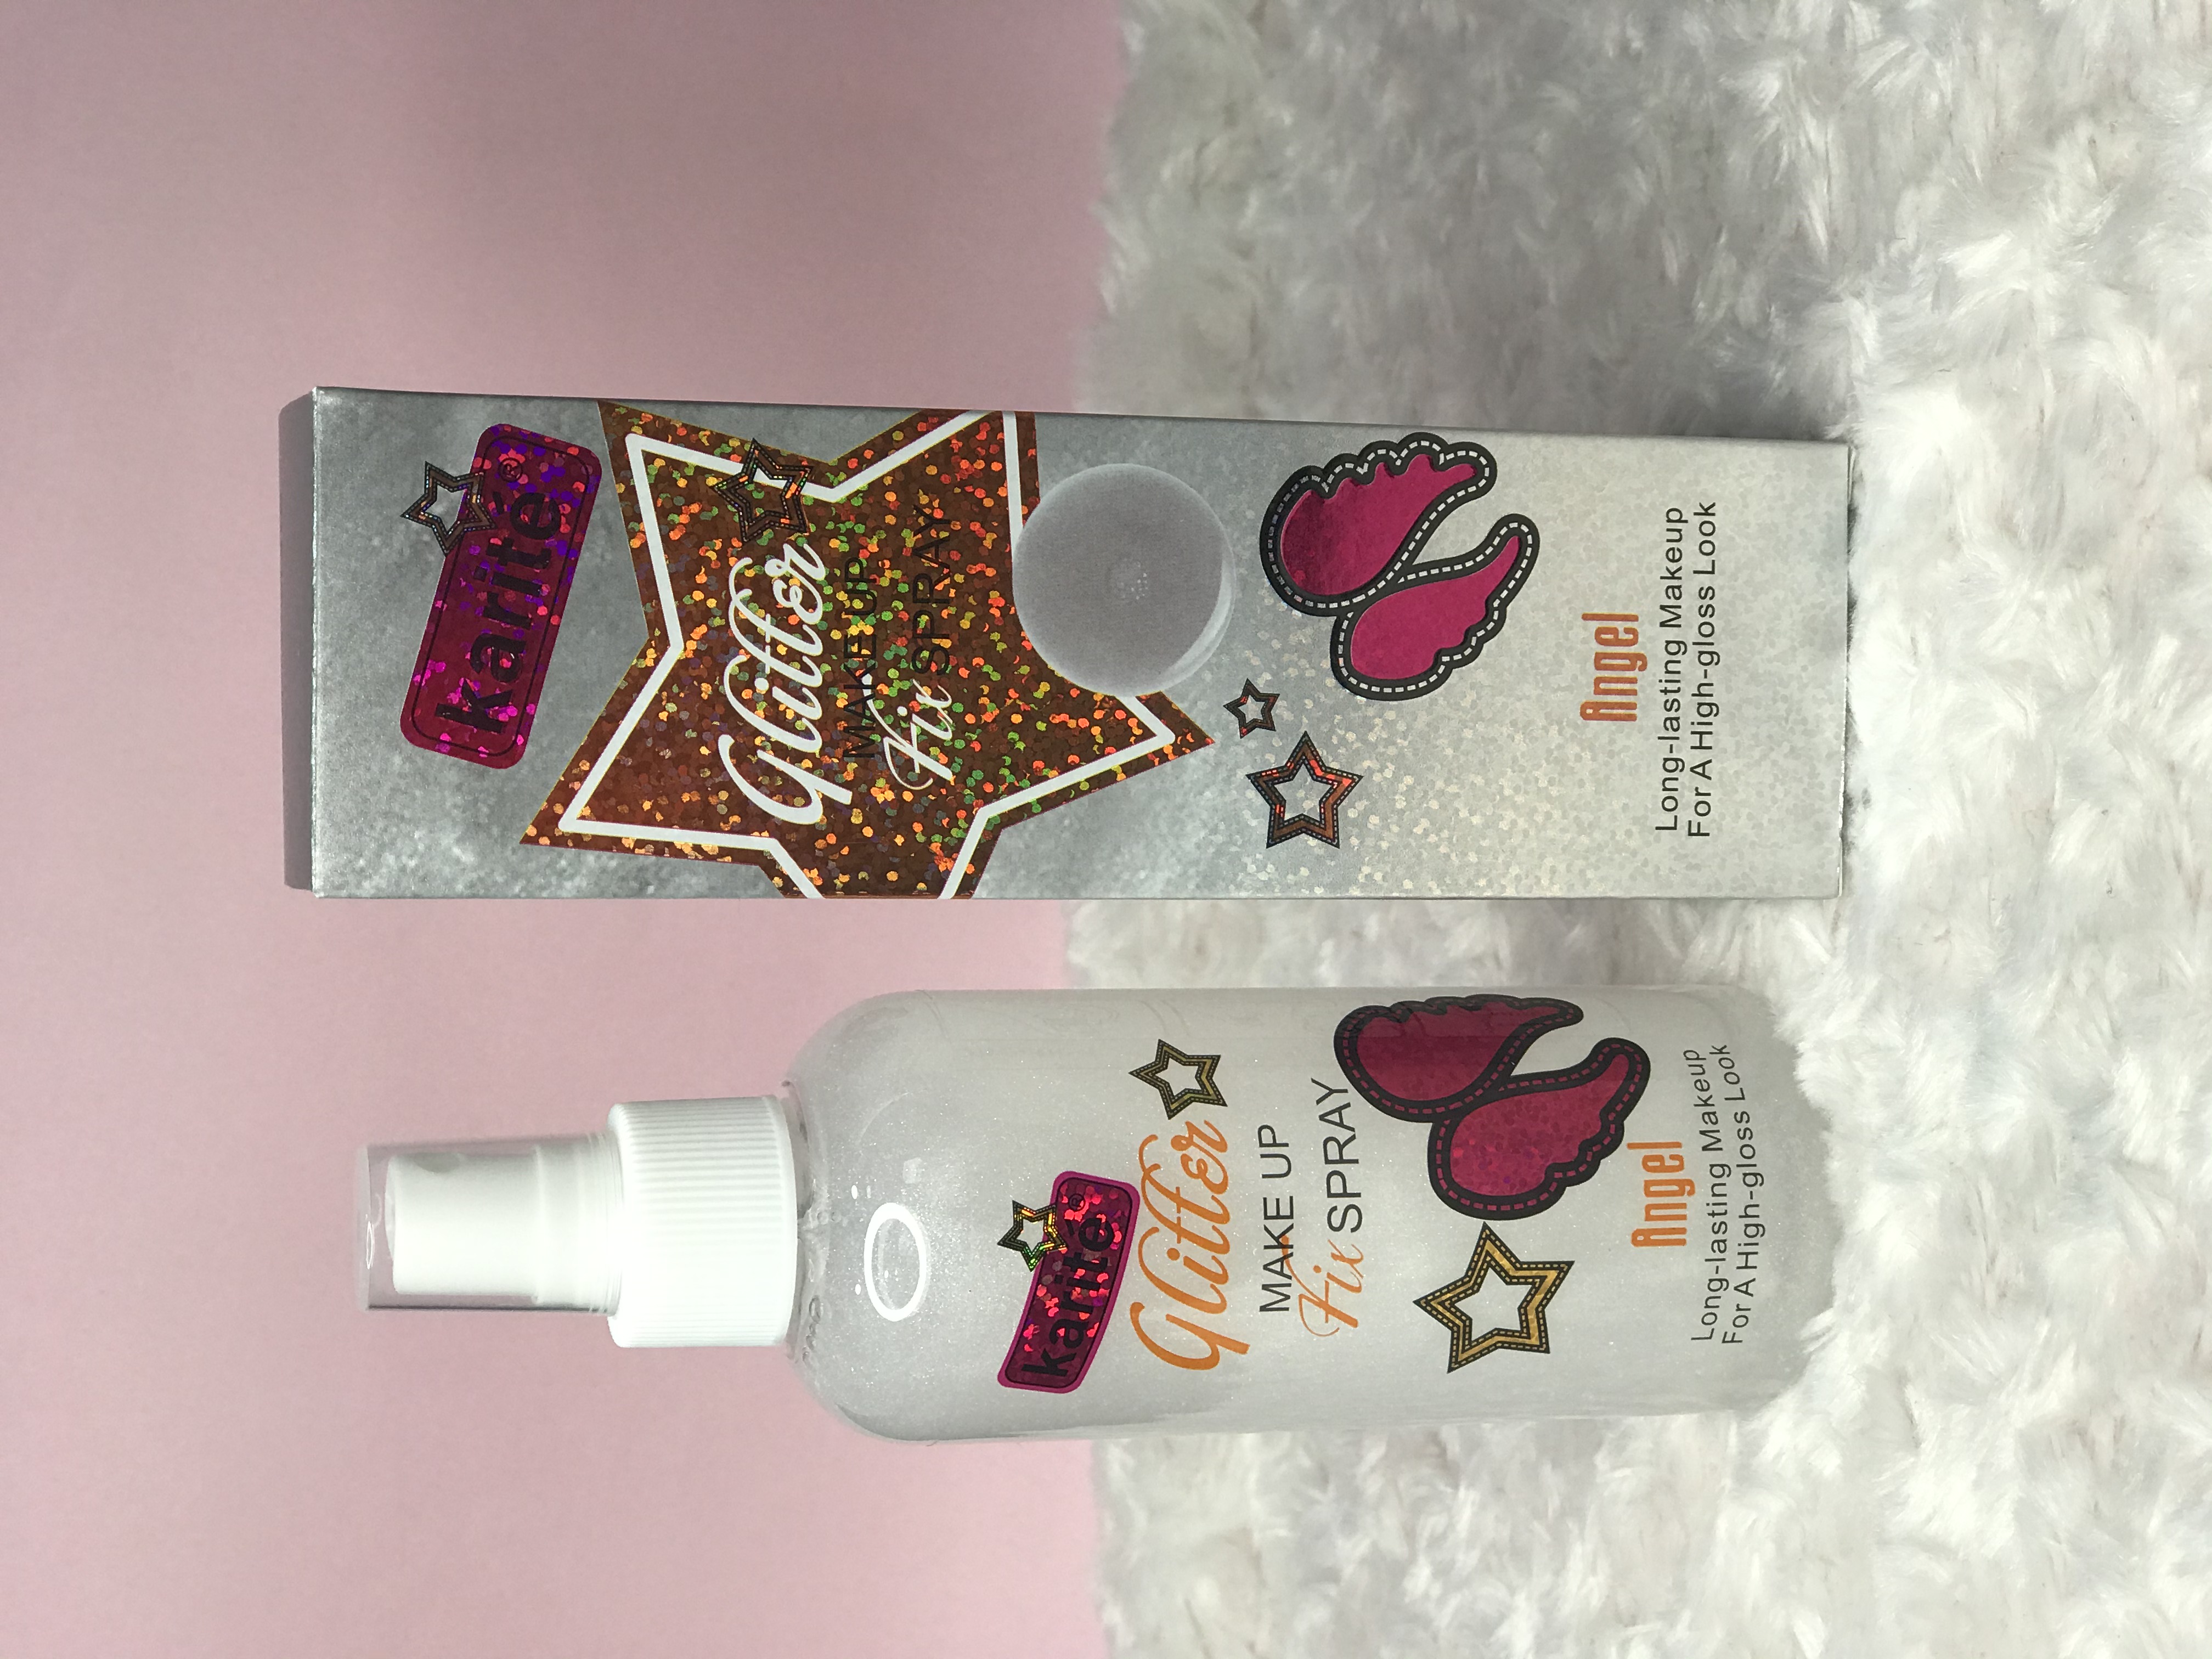 karité®
Glitter
MAKE UP
Fix SPRAY
Angel
Long-lasting Makeup
For A High-gloss Look
karité®
Glitter
MAKE UP
Fix SPRAY
Angel
Long-lasting Makeup
For A High-gloss Look